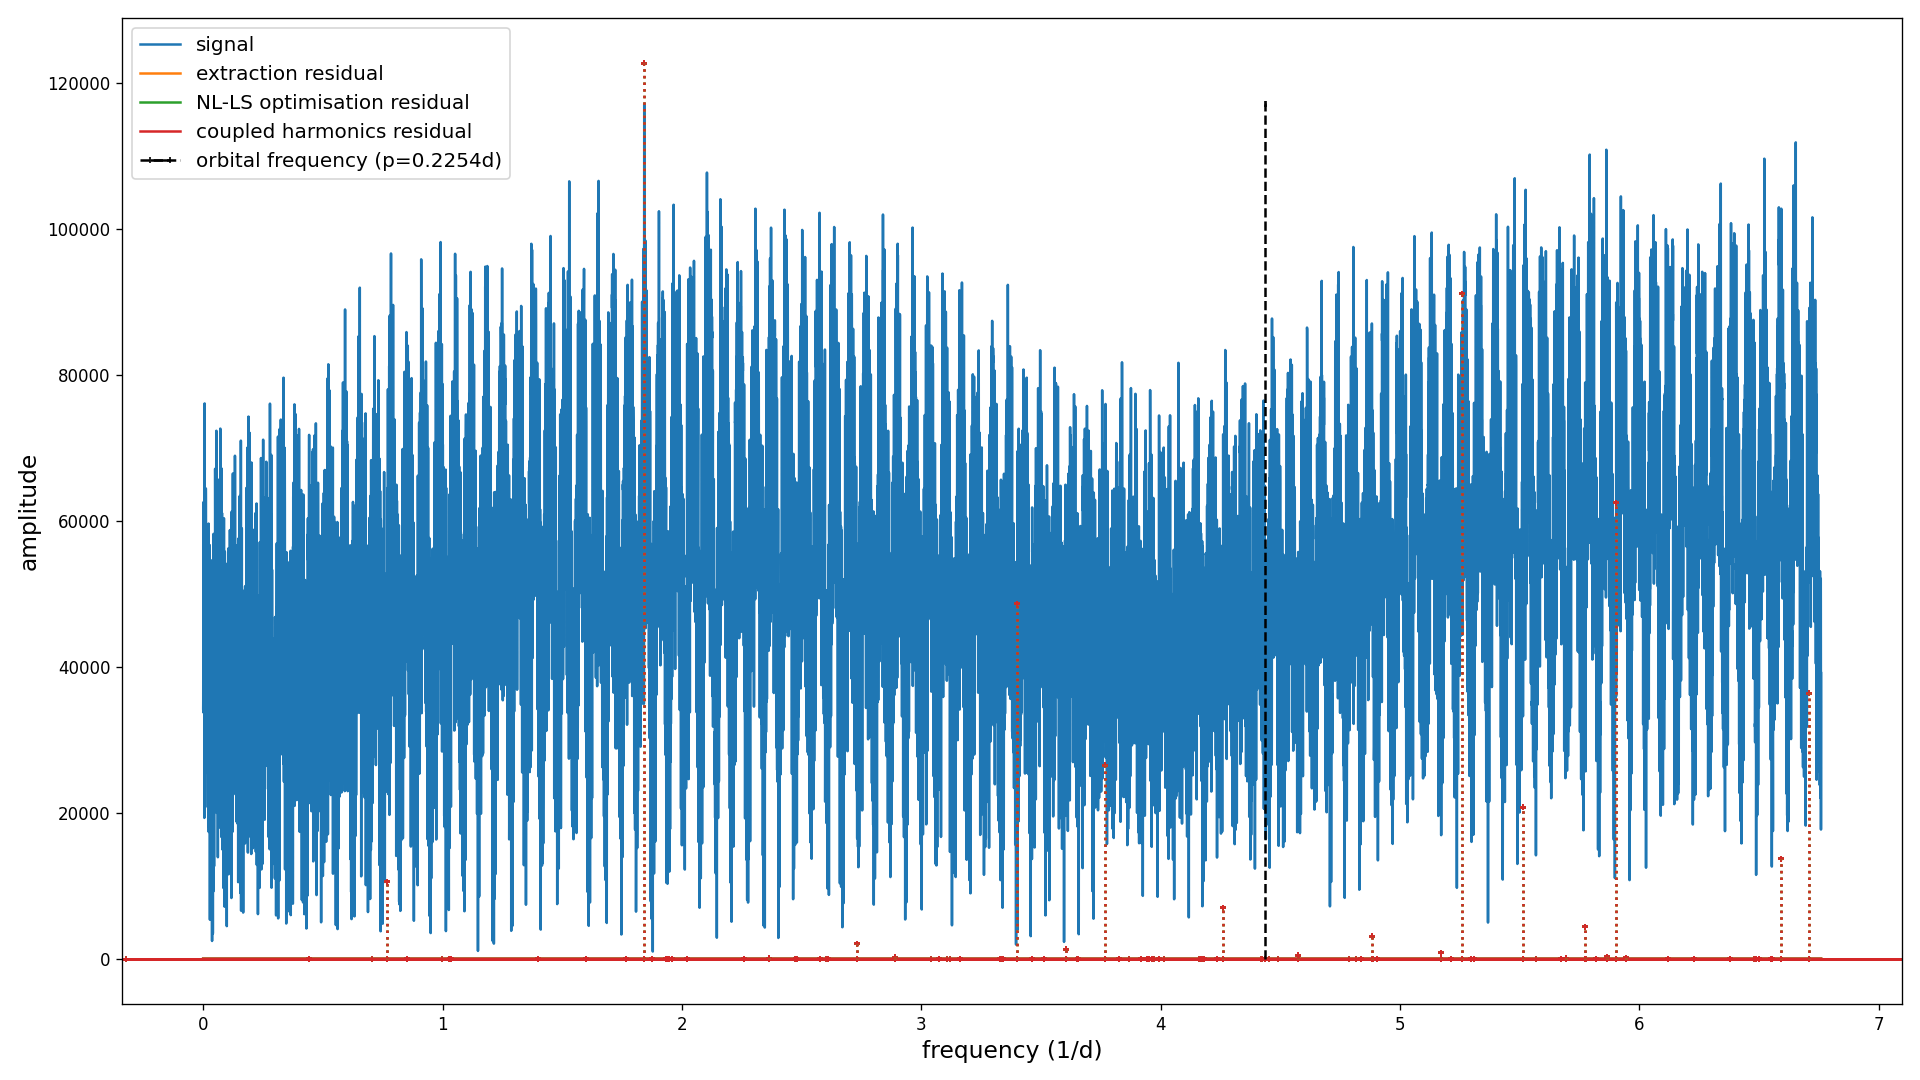 signal
extraction residual
NL-LS optimisation residual
coupled harmonics residual
orbital frequency (p=0.2254d)
120000
100000
80000
60000
40000
20000
0
amplitude
0 1 2 3 4 5 6 7
frequency (1/d)